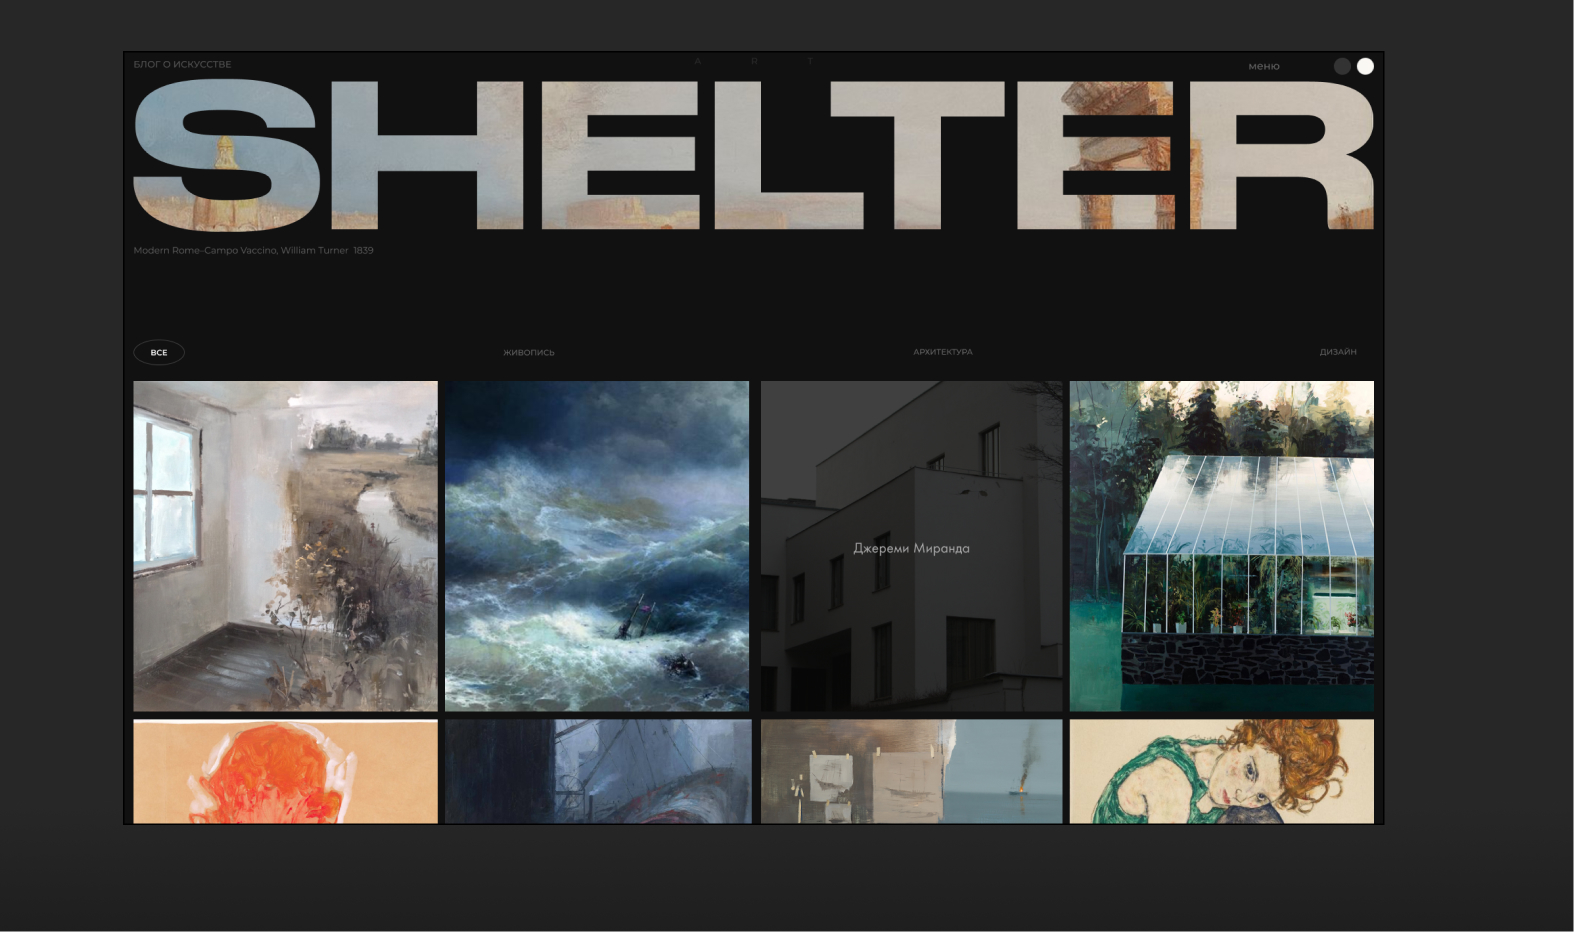 БЛОГ О ИСКУССТВЕ
A R T
меню
SHELTER
Modern Rome–Campo Vaccino, William Turner 1839
ВСЕ
ЖИВОПИСЬ
АРХИТЕКТУРА
ДИЗАЙН
Джереми Миранда